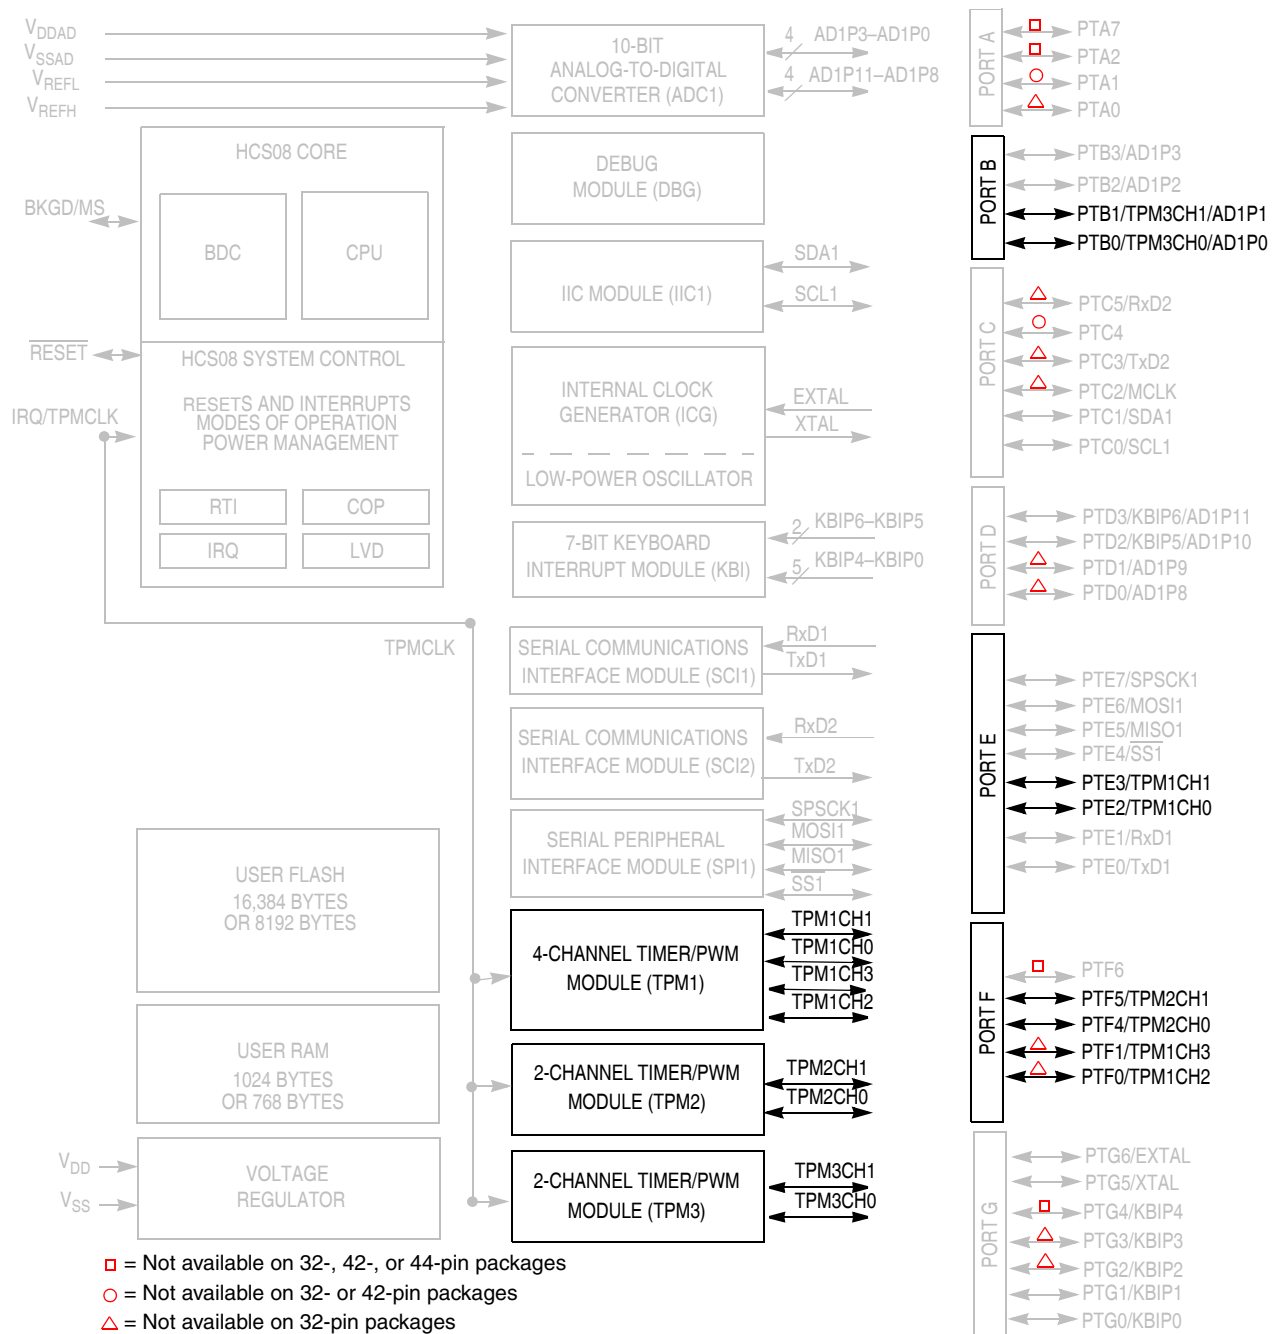 VDDAD
VSSAD
VREFL
VREFH
10-BIT
ANALOG-TO-DIGITAL
CONVERTER (ADC1)
4 AD1P3–AD1P0
4 AD1P11–AD1P8
HCS08 CORE
BDC
CPU
BKGD/MS
RESET
HCS08 SYSTEM CONTROL
RESETS AND INTERRUPTS
MODES OF OPERATION
POWER MANAGEMENT
IRQ/TPMCLK
RTI
COP
IRQ
LVD
TPMCLK
DEBUG
MODULE (DBG)
IIC MODULE (IIC1)
SDA1
SCL1
INTERNAL CLOCK
GENERATOR (ICG)
EXTAL
XTAL
LOW-POWER OSCILLATOR
7-BIT KEYBOARD
INTERRUPT MODULE (KBI)
2 KBIP6–KBIP5
5 KBIP4–KBIP0
SERIAL COMMUNICATIONS
INTERFACE MODULE (SCI1)
RxD1
TxD1
SERIAL COMMUNICATIONS
INTERFACE MODULE (SCI2)
RxD2
TxD2
SERIAL PERIPHERAL
INTERFACE MODULE (SPI1)
SPSCK1
MOSI1
MISO1
SS1
USER FLASH
16,384 BYTES
OR 8192 BYTES
4-CHANNEL TIMER/PWM
MODULE (TPM1)
TPM1CH1
TPM1CH0
TPM1CH3
TPM1CH2
USER RAM
1024 BYTES
OR 768 BYTES
2-CHANNEL TIMER/PWM
MODULE (TPM2)
TPM2CH1
TPM2CH0
VDD
VSS
VOLTAGE
REGULATOR
2-CHANNEL TIMER/PWM
MODULE (TPM3)
TPM3CH1
TPM3CH0
PORT A
PTA7
PTA2
PTA1
PTA0
PORT B
PTB3/AD1P3
PTB2/AD1P2
PTB1/TPM3CH1/AD1P1
PTB0/TPM3CH0/AD1P0
PORT C
PTC5/RxD2
PTC4
PTC3/TxD2
PTC2/MCLK
PTC1/SDA1
PTC0/SCL1
PORT D
PTD3/KBIP6/AD1P11
PTD2/KBIP5/AD1P10
PTD1/AD1P9
PTD0/AD1P8
PORT E
PTE7/SPSCK1
PTE6/MOSI1
PTE5/MISO1
PTE4/SS1
PTE3/TPM1CH1
PTE2/TPM1CH0
PTE1/RxD1
PTE0/TxD1
PORT F
PTF6
PTF5/TPM2CH1
PTF4/TPM2CH0
PTF1/TPM1CH3
PTF0/TPM1CH2
PORT G
PTG6/EXTAL
PTG5/XTAL
PTG4/KBIP4
PTG3/KBIP3
PTG2/KBIP2
PTG1/KBIP1
PTG0/KBIP0
= Not available on 32-, 42-, or 44-pin packages
= Not available on 32- or 42-pin packages
= Not available on 32-pin packages